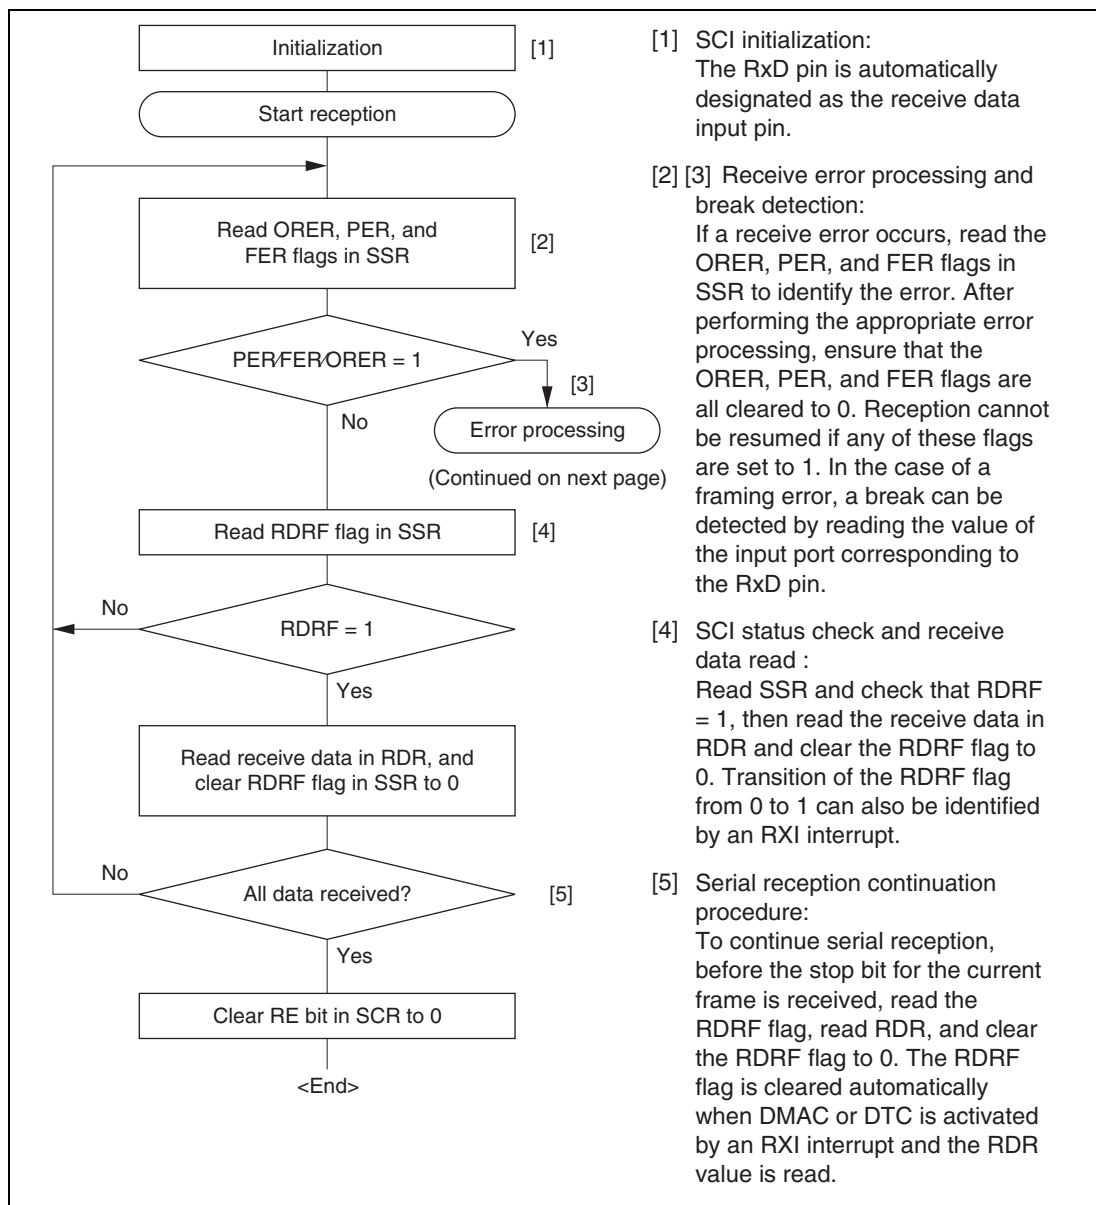 Initialization
[1]
Start reception
Read ORER, PER, and
FER flags in SSR
[2]
PER/FER/ORER = 1
Yes
[3]
No
Error processing
(Continued on next page)
Read RDRF flag in SSR
[4]
No
RDRF = 1
Yes
Read receive data in RDR, and
clear RDRF flag in SSR to 0
No
All data received?
[5]
Yes
Clear RE bit in SCR to 0
<End>
[1] SCI initialization:
The RxD pin is automatically
designated as the receive data
input pin.
[2] [3] Receive error processing and
break detection:
If a receive error occurs, read the
ORER, PER, and FER flags in
SSR to identify the error. After
performing the appropriate error
processing, ensure that the
ORER, PER, and FER flags are
all cleared to 0. Reception cannot
be resumed if any of these flags
are set to 1. In the case of a
framing error, a break can be
detected by reading the value of
the input port corresponding to
the RxD pin.
[4] SCI status check and receive
data read :
Read SSR and check that RDRF
= 1, then read the receive data in
RDR and clear the RDRF flag to
0. Transition of the RDRF flag
from 0 to 1 can also be identified
by an RXI interrupt.
[5] Serial reception continuation
procedure:
To continue serial reception,
before the stop bit for the current
frame is received, read the
RDRF flag, read RDR, and clear
the RDRF flag to 0. The RDRF
flag is cleared automatically
when DMAC or DTC is activated
by an RXI interrupt and the RDR
value is read.